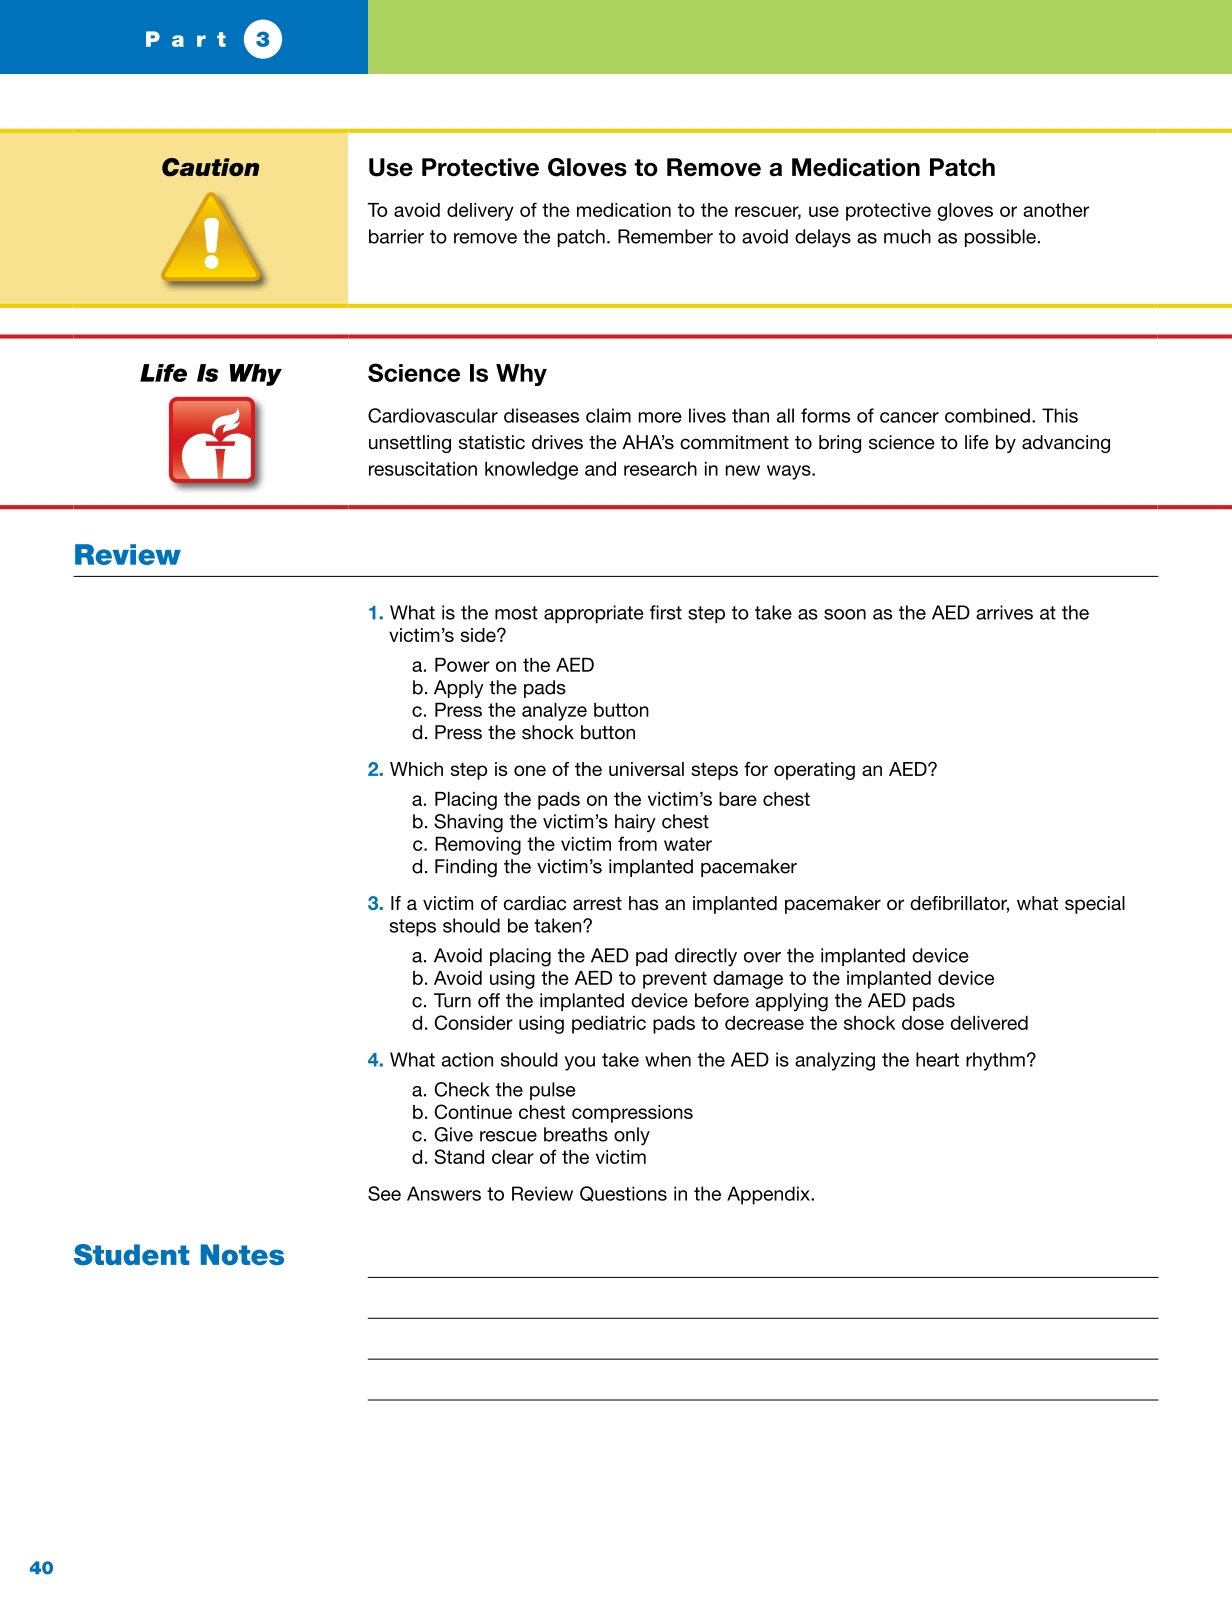 Part 3
Caution
Use Protective Gloves to Remove a Medication Patch
To avoid delivery of the medication to the rescuer, use protective gloves or another
barrier to remove the patch. Remember to avoid delays as much as possible.
Life Is Why
Science Is Why
Cardiovascular diseases claim more lives than all forms of cancer combined. This
unsettling statistic drives the AHA’s commitment to bring science to life by advancing
resuscitation knowledge and research in new ways.
Review
1. What is the most appropriate first step to take as soon as the AED arrives at the
victim’s side?
a. Power on the AED
b. Apply the pads
c. Press the analyze button
d. Press the shock button
2. Which step is one of the universal steps for operating an AED?
a. Placing the pads on the victim’s bare chest
b. Shaving the victim’s hairy chest
c. Removing the victim from water
d. Finding the victim’s implanted pacemaker
3. If a victim of cardiac arrest has an implanted pacemaker or defibrillator, what special
steps should be taken?
a. Avoid placing the AED pad directly over the implanted device
b. Avoid using the AED to prevent damage to the implanted device
c. Turn off the implanted device before applying the AED pads
d. Consider using pediatric pads to decrease the shock dose delivered
4. What action should you take when the AED is analyzing the heart rhythm?
a. Check the pulse
b. Continue chest compressions
c. Give rescue breaths only
d. Stand clear of the victim
See Answers to Review Questions in the Appendix.
Student Notes
40